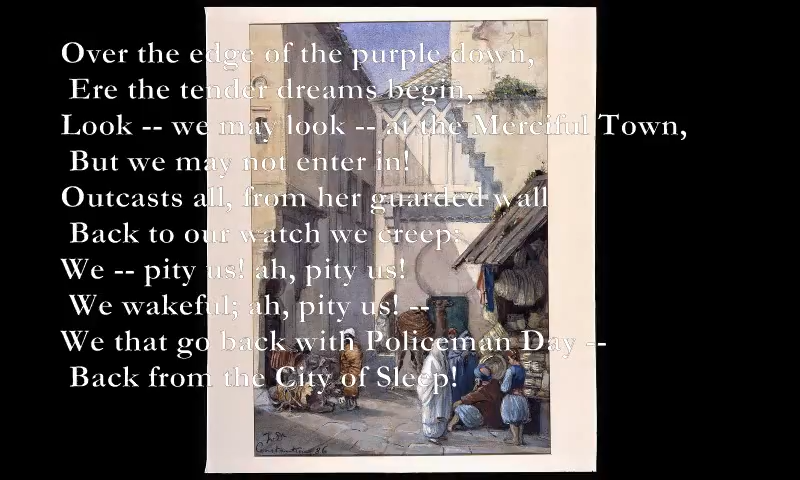 Over the edge of the purple down,
Ere the tender dreams begin,
Look -- we may look -- at the Merciful Town,
But we may not enter in!
Outcasts all, from her guarded wall
Back to our watch we creep:
We -- pity us! ah, pity us!
We wakeful; ah, pity us! --
We that go back with Policeman Day --
Back from the City of Sleep!